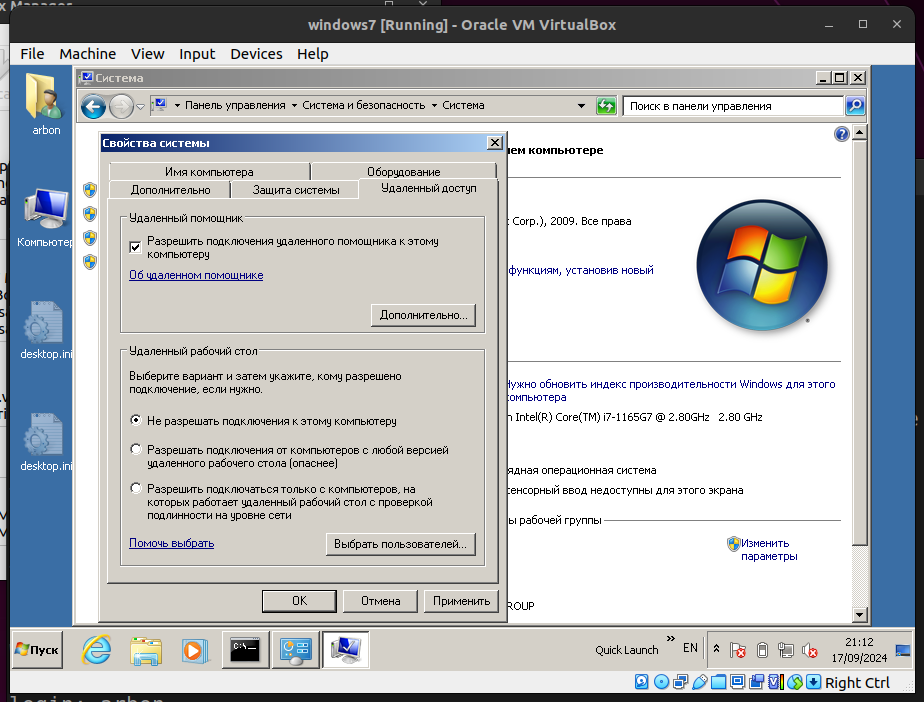 windows7 [Running] - Oracle VM VirtualBox
File Machine View Input Devices Help
arbon
Компьютер
desktop.ini
desktop.ini
Система
Панель управления Система и безопасность Система
Поиск в панели управления
Свойства системы
Имя компьютера Оборудование
Дополнительно Защита системы Удаленный доступ
Удаленный помощник
Разрешить подключения удаленного помощника к этому
компьютеру
Об удаленном помощнике
Дополнительно...
Удаленный рабочий стол
Выберите вариант и затем укажите, кому разрешено
подключение, если нужно.
Не разрешать подключения к этому компьютеру
Разрешать подключения от компьютеров с любой версией
удаленного рабочего стола (опаснее)
Разрешить подключаться только с компьютеров, на
которых работает удаленный рабочий стол с проверкой
подлинности на уровне сети
Помочь выбрать
Выбрать пользователей...
OK Отмена Применить
ем компьютере
t Corp.), 2009. Все права
функциям, установив новый
Нужно обновить индекс производительности Windows для этого
компьютера
Intel(R) Core(TM) i7-1165G7 @ 2.80GHz 2.80 GHz
рядная операционная система
сенсорный ввод недоступны для этого экрана
ы рабочей группы
Изменить
параметры
ROUP
Пуск
C:\-
Quick Launch » EN
21:12
17/09/2024
Right Ctrl
login: arbon